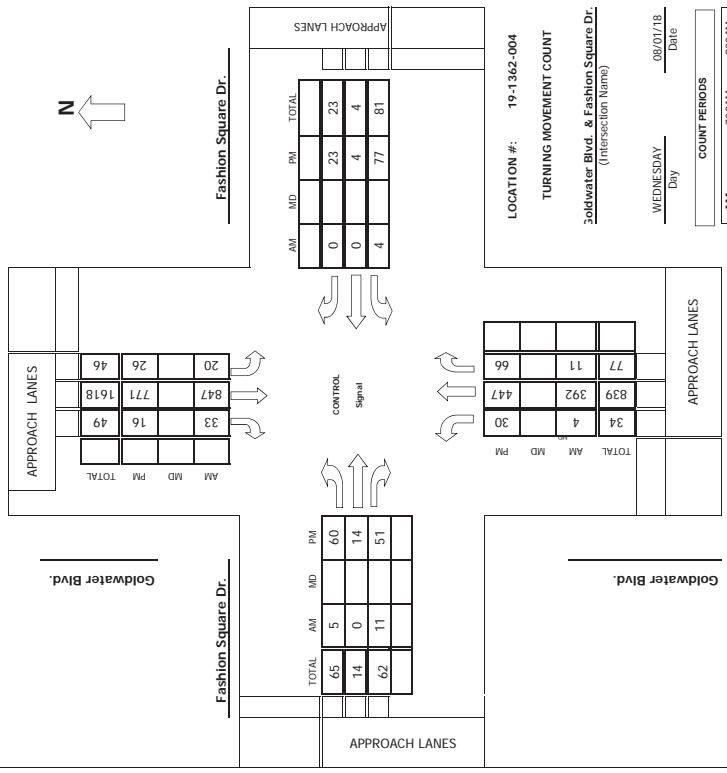 N
Fashion Square Dr.
APPROACH LANES
AM MD PM TOTAL
0 23 23
0 4 4
4 77 81
LOCATION #: 19-1362-004
TURNING MOVEMENT COUNT
Goldwater Blvd. & Fashion Square Dr.
(Intersection Name)
WEDNESDAY 08/01/18
Day Date
COUNT PERIODS
APPROACH LANES
TOTAL PM MD AM
49 16 33
1618 771 847
46 26 20
CONTROL
Signal
PM MD AM TOTAL
MD
30 4 34
447 392 839
66 11 77
APPROACH LANES
Goldwater Blvd.
Fashion Square Dr.
TOTAL AM MD PM
65 5 60
14 0 14
62 11 51
APPROACH LANES
Goldwater Blvd.